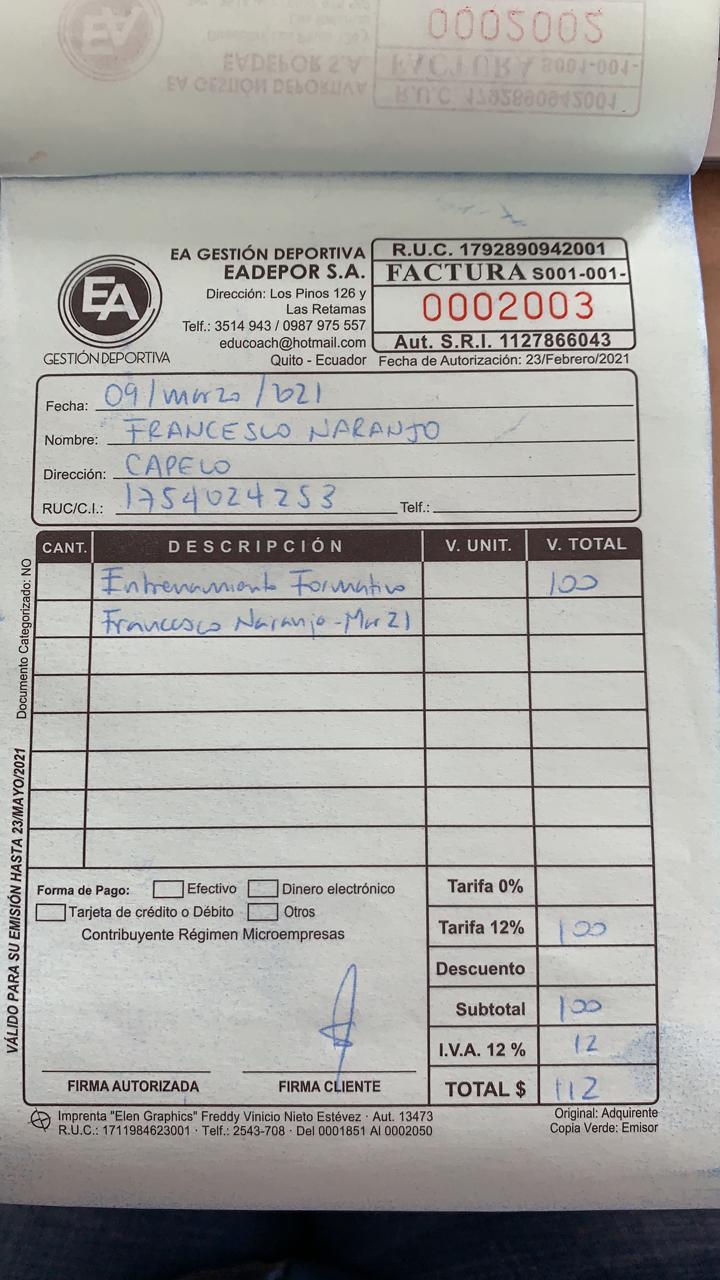 0002002
FACTURA S001-001-
R.U.C. 1792890942001
EADEPOR S.A.
EA GESTIÓN DEPORTIVA
EA
GESTIÓN DEPORTIVA
EA GESTIÓN DEPORTIVA
EADEPOR S.A.
Dirección: Los Pinos 126 y
Las Retamas
Telf.: 3514 943 / 0987 975 557
educoach@hotmail.com
Quito - Ecuador
R.U.C. 1792890942001
FACTURA S001-001-
0002003
Aut. S.R.I. 1127866043
Fecha de Autorización: 23/Febrero/2021
Fecha: 09/marzo/2021
Nombre: FRANCESCO NARANJO
Dirección: CAPELO
RUC/C.I.: 1754024253 Telf.:
CANT. DESCRIPCIÓN V. UNIT. V. TOTAL
Entrenamiento Formativo 100
Francesco Naranjo - Mar 21
Documento Categorizado: NO
VÁLIDO PARA SU EMISIÓN HASTA 23/MAYO/2021
Forma de Pago: Efectivo Dinero electrónico
Tarjeta de crédito o Débito Otros
Contribuyente Régimen Microempresas
Tarifa 0%
Tarifa 12% 100
Descuento
Subtotal 100
I.V.A. 12 % 12
TOTAL $ 112
FIRMA AUTORIZADA FIRMA CLIENTE
Imprenta "Elen Graphics" Freddy Vinicio Nieto Estévez · Aut. 13473
R.U.C.: 1711984623001 · Telf.: 2543-708 · Del 0001851 Al 0002050
Original: Adquirente
Copia Verde: Emisor